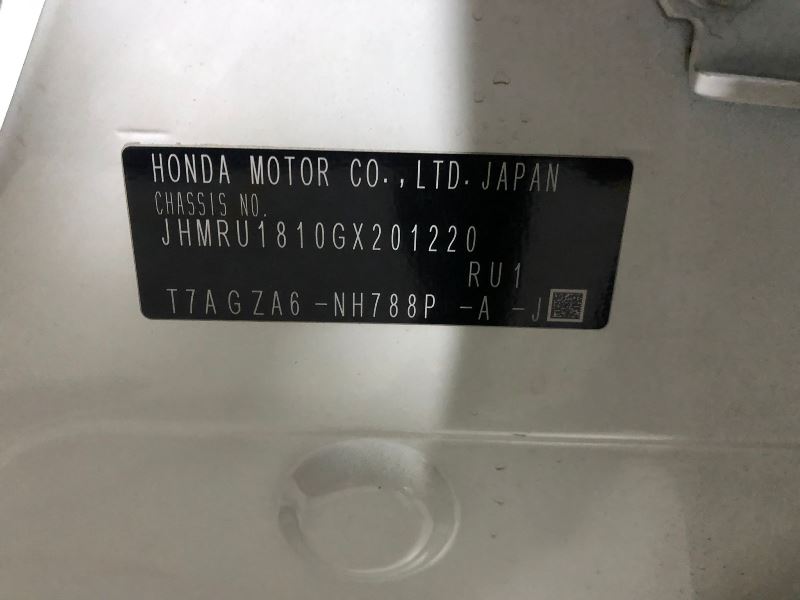 HONDA MOTOR CO.,LTD. JAPAN
CHASSIS NO.
JHMRU1810GX201220
RU1
T7AGZA6 -NH788P -A -J